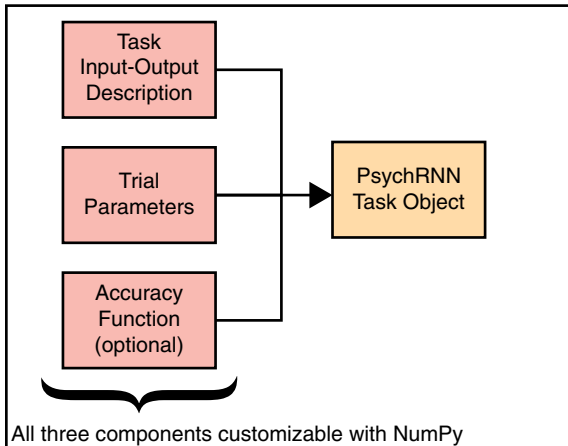 Task
Input-Output
Description
Trial
Parameters
Accuracy
Function
(optional)
PsychRNN
Task Object
All three components customizable with NumPy